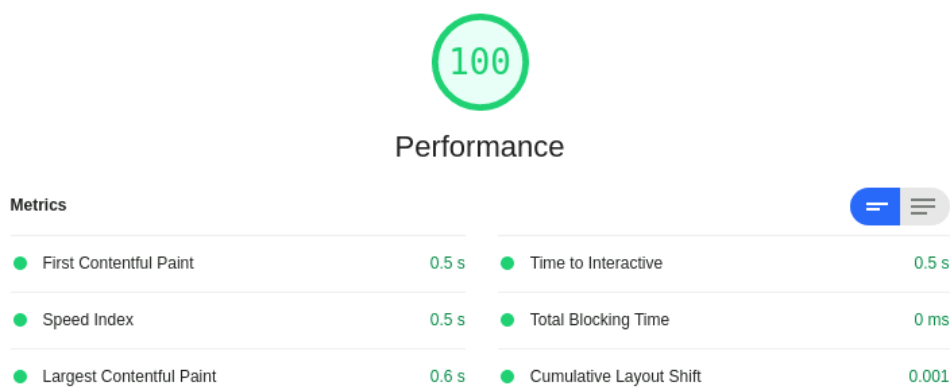 100
Performance
Metrics
First Contentful Paint 0.5 s
Time to Interactive 0.5 s
Speed Index 0.5 s
Total Blocking Time 0 ms
Largest Contentful Paint 0.6 s
Cumulative Layout Shift 0.001